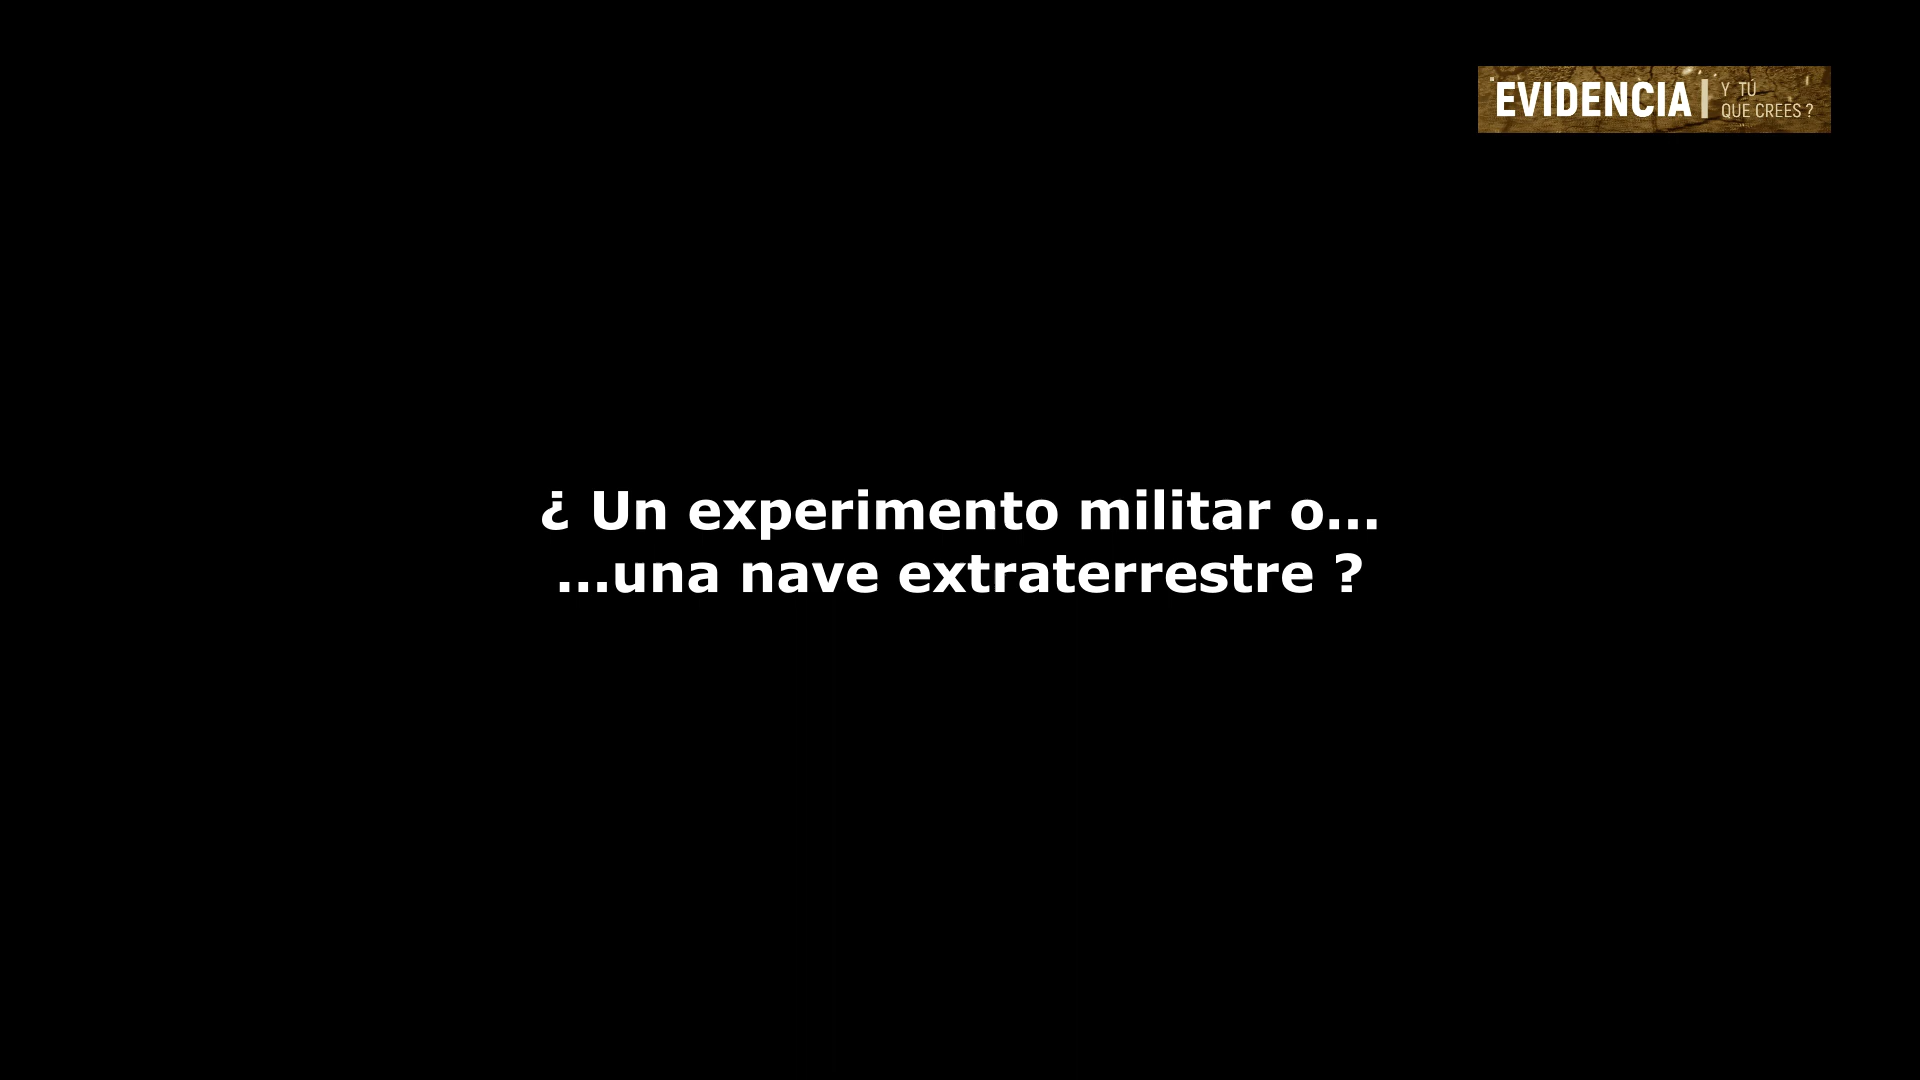 EVIDENCIA
Y TÚ
QUE CREES ?
¿ Un experimento militar o...
...una nave extraterrestre ?